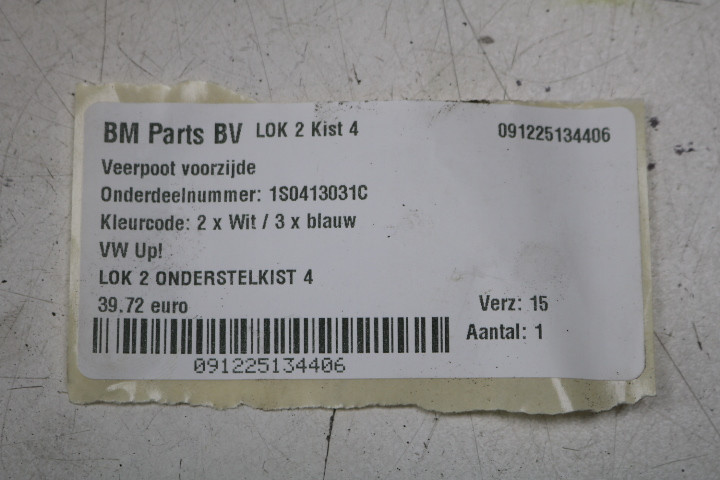 BM Parts BV LOK 2 Kist 4 091225134406
Veerpoot voorzijde
Onderdeelnummer: 1S0413031C
Kleurcode: 2 x Wit / 3 x blauw
VW Up!
LOK 2 ONDERSTELKIST 4
39.72 euro Verz: 15
Aantal: 1
091225134406